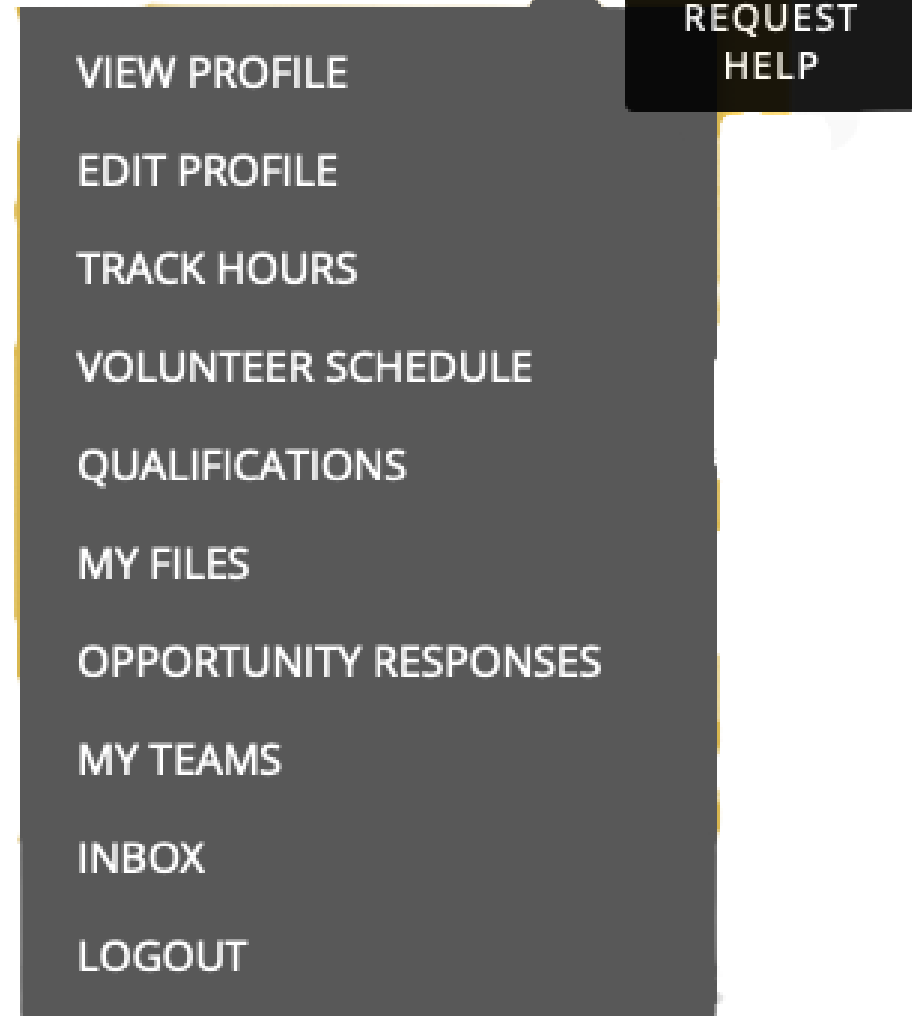 REQUEST
HELP
VIEW PROFILE
EDIT PROFILE
TRACK HOURS
VOLUNTEER SCHEDULE
QUALIFICATIONS
MY FILES
OPPORTUNITY RESPONSES
MY TEAMS
INBOX
LOGOUT